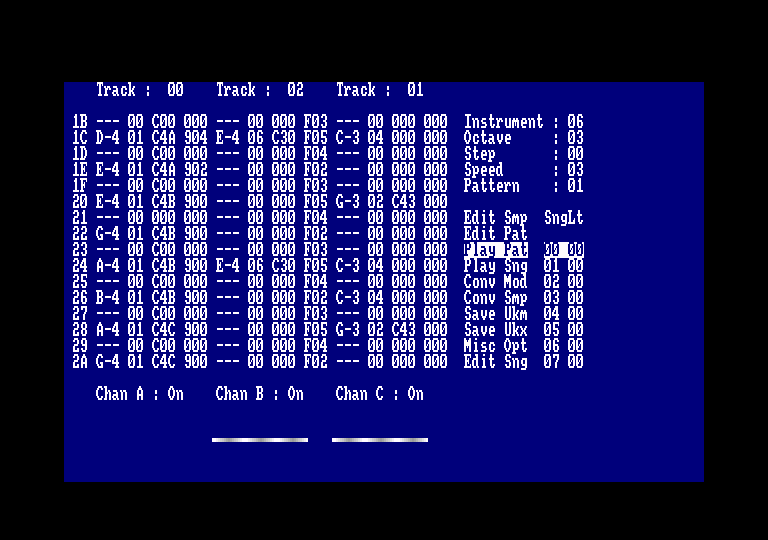 Track : 00 Track : 02 Track : 01
1B --- 00 C00 000 --- 00 000 F03 --- 00 000 000 Instrument : 06
1C D-4 01 C4A 904 E-4 06 C30 F05 C-3 04 000 000 Octave : 03
1D --- 00 C00 000 --- 00 000 F04 --- 00 000 000 Step : 00
1E E-4 01 C4A 902 --- 00 000 F02 --- 00 000 000 Speed : 03
1F --- 00 C00 000 --- 00 000 F03 --- 00 000 000 Pattern : 01
20 E-4 01 C4B 900 --- 00 000 F05 G-3 02 C43 000
21 --- 00 000 000 --- 00 000 F04 --- 00 000 000 Edit Smp SngLt
22 G-4 01 C4B 900 --- 00 000 F02 --- 00 000 000 Edit Pat
23 --- 00 C00 000 --- 00 000 F03 --- 00 000 000 Play Pat 00 00
24 A-4 01 C4B 900 E-4 06 C30 F05 C-3 04 000 000 Play Sng 01 00
25 --- 00 C00 000 --- 00 000 F04 --- 00 000 000 Conv Mod 02 00
26 B-4 01 C4B 900 --- 00 000 F02 C-3 04 000 000 Conv Smp 03 00
27 --- 00 C00 000 --- 00 000 F03 --- 00 000 000 Save Ukm 04 00
28 A-4 01 C4C 900 --- 00 000 F05 G-3 02 C43 000 Save Ukx 05 00
29 --- 00 C00 000 --- 00 000 F04 --- 00 000 000 Misc Opt 06 00
2A G-4 01 C4C 900 --- 00 000 F02 --- 00 000 000 Edit Sng 07 00
Chan A : On Chan B : On Chan C : On